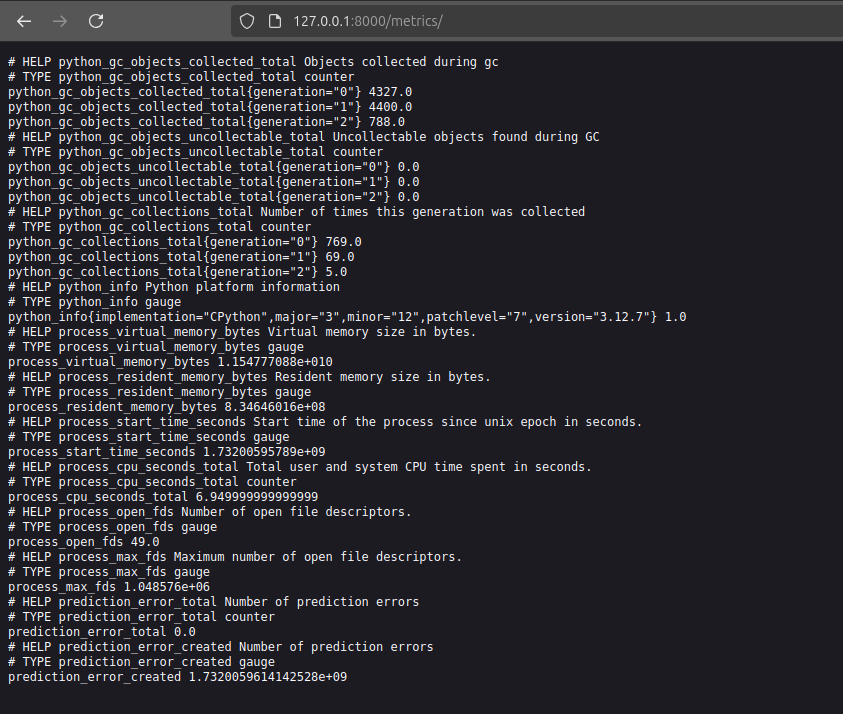 127.0.0.1:8000/metrics/
# HELP python_gc_objects_collected_total Objects collected during gc
# TYPE python_gc_objects_collected_total counter
python_gc_objects_collected_total{generation="0"} 4327.0
python_gc_objects_collected_total{generation="1"} 4400.0
python_gc_objects_collected_total{generation="2"} 788.0
# HELP python_gc_objects_uncollectable_total Uncollectable objects found during GC
# TYPE python_gc_objects_uncollectable_total counter
python_gc_objects_uncollectable_total{generation="0"} 0.0
python_gc_objects_uncollectable_total{generation="1"} 0.0
python_gc_objects_uncollectable_total{generation="2"} 0.0
# HELP python_gc_collections_total Number of times this generation was collected
# TYPE python_gc_collections_total counter
python_gc_collections_total{generation="0"} 769.0
python_gc_collections_total{generation="1"} 69.0
python_gc_collections_total{generation="2"} 5.0
# HELP python_info Python platform information
# TYPE python_info gauge
python_info{implementation="CPython",major="3",minor="12",patchlevel="7",version="3.12.7"} 1.0
# HELP process_virtual_memory_bytes Virtual memory size in bytes.
# TYPE process_virtual_memory_bytes gauge
process_virtual_memory_bytes 1.154777088e+010
# HELP process_resident_memory_bytes Resident memory size in bytes.
# TYPE process_resident_memory_bytes gauge
process_resident_memory_bytes 8.34646016e+08
# HELP process_start_time_seconds Start time of the process since unix epoch in seconds.
# TYPE process_start_time_seconds gauge
process_start_time_seconds 1.73200595789e+09
# HELP process_cpu_seconds_total Total user and system CPU time spent in seconds.
# TYPE process_cpu_seconds_total counter
process_cpu_seconds_total 6.949999999999999
# HELP process_open_fds Number of open file descriptors.
# TYPE process_open_fds gauge
process_open_fds 49.0
# HELP process_max_fds Maximum number of open file descriptors.
# TYPE process_max_fds gauge
process_max_fds 1.048576e+06
# HELP prediction_error_total Number of prediction errors
# TYPE prediction_error_total counter
prediction_error_total 0.0
# HELP prediction_error_created Number of prediction errors
# TYPE prediction_error_created gauge
prediction_error_created 1.7320059614142528e+09